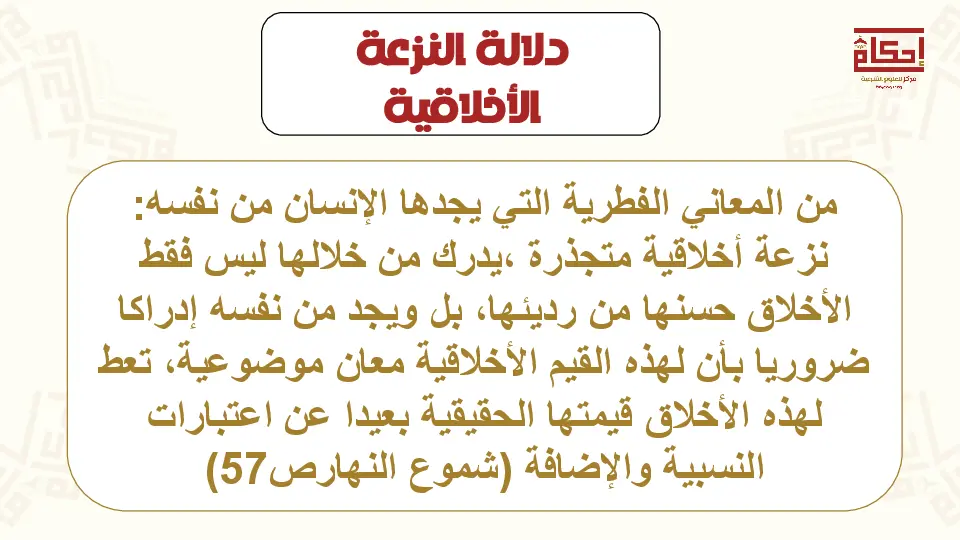 دلالة النزعة
الأخلاقية
إحكام
مركز للعلوم الشرعية
من المعاني الفطرية التي يجدها الإنسان من نفسه:
نزعة أخلاقية متجذرة ،يدرك من خلالها ليس فقط
الأخلاق حسنها من رديئها، بل ويجد من نفسه إدراكا
ضروريا بأن لهذه القيم الأخلاقية معان موضوعية، تعط
لهذه الأخلاق قيمتها الحقيقية بعيدا عن اعتبارات
النسبية والإضافة (شموع النهارص57)